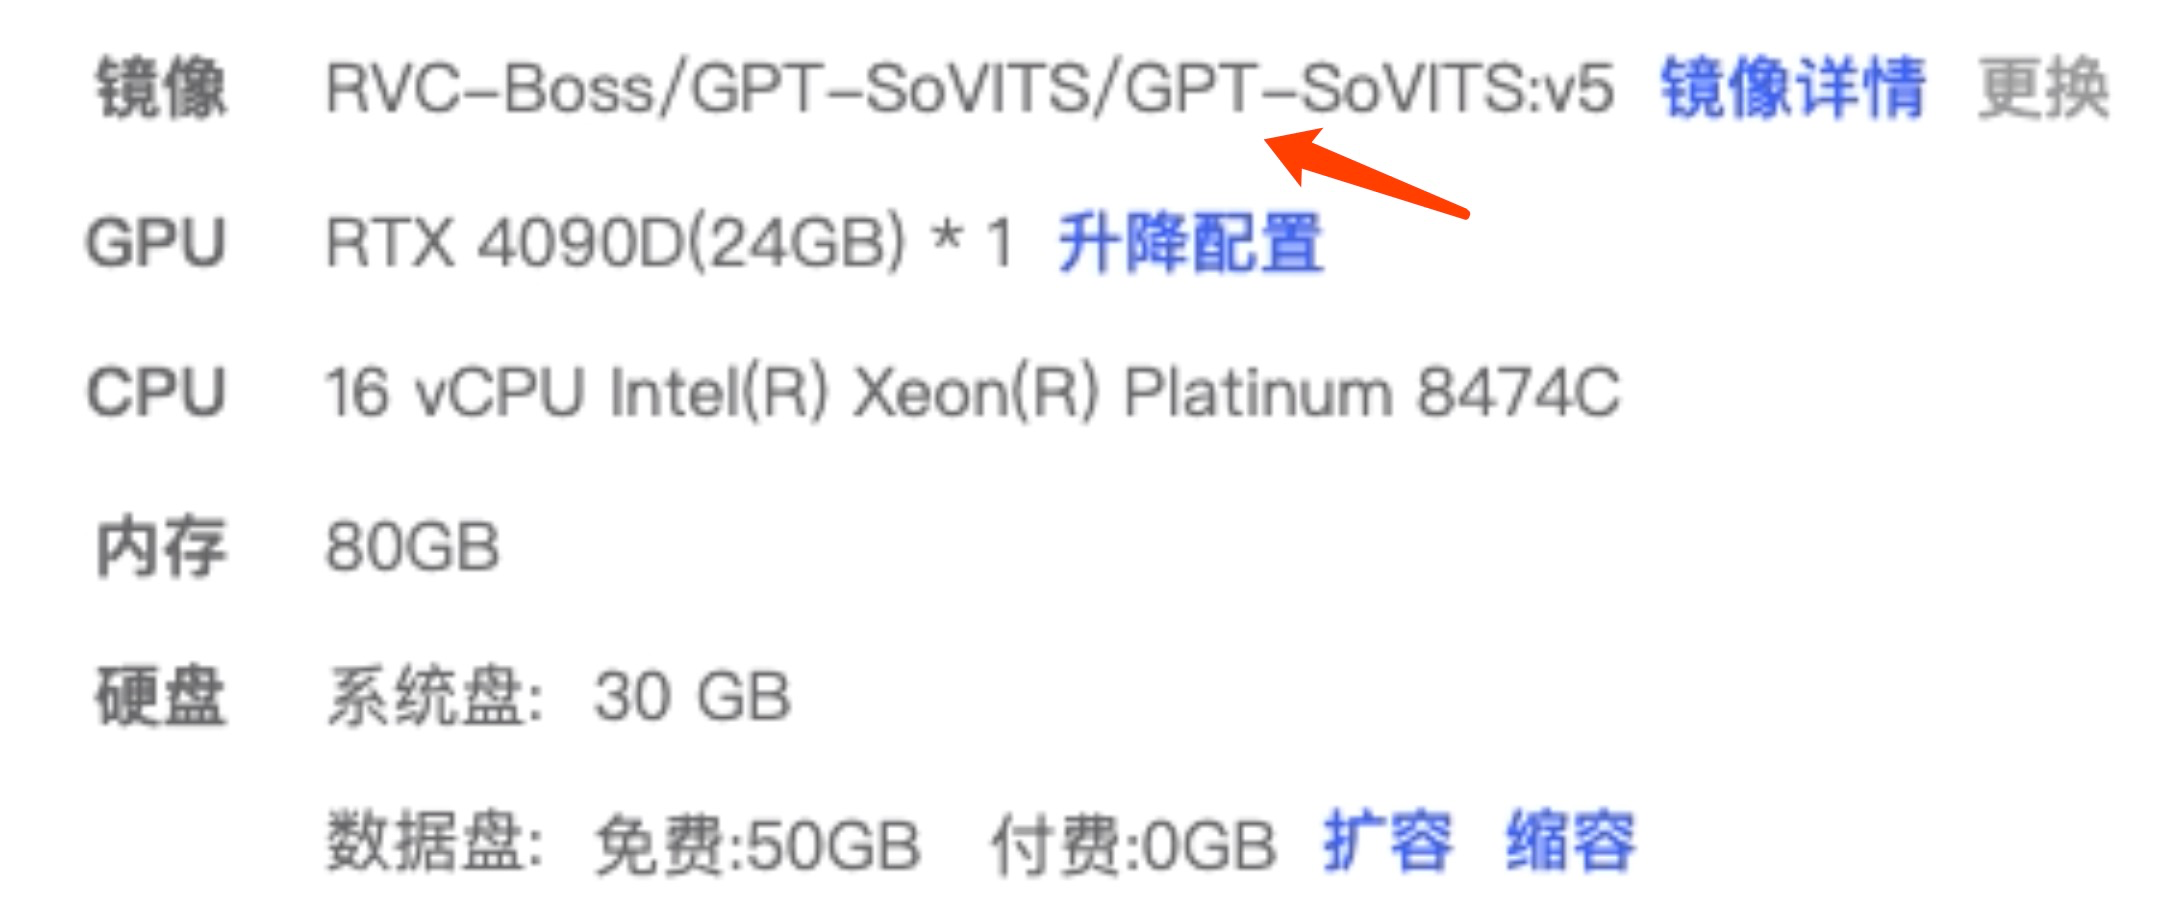 镜像 RVC-Boss/GPT-SoVITS/GPT-SoVITS:v5 镜像详情 更换
GPU RTX 4090D(24GB) * 1 升降配置
CPU 16 vCPU Intel(R) Xeon(R) Platinum 8474C
内存 80GB
硬盘 系统盘: 30 GB
数据盘: 免费:50GB 付费:0GB 扩容 缩容